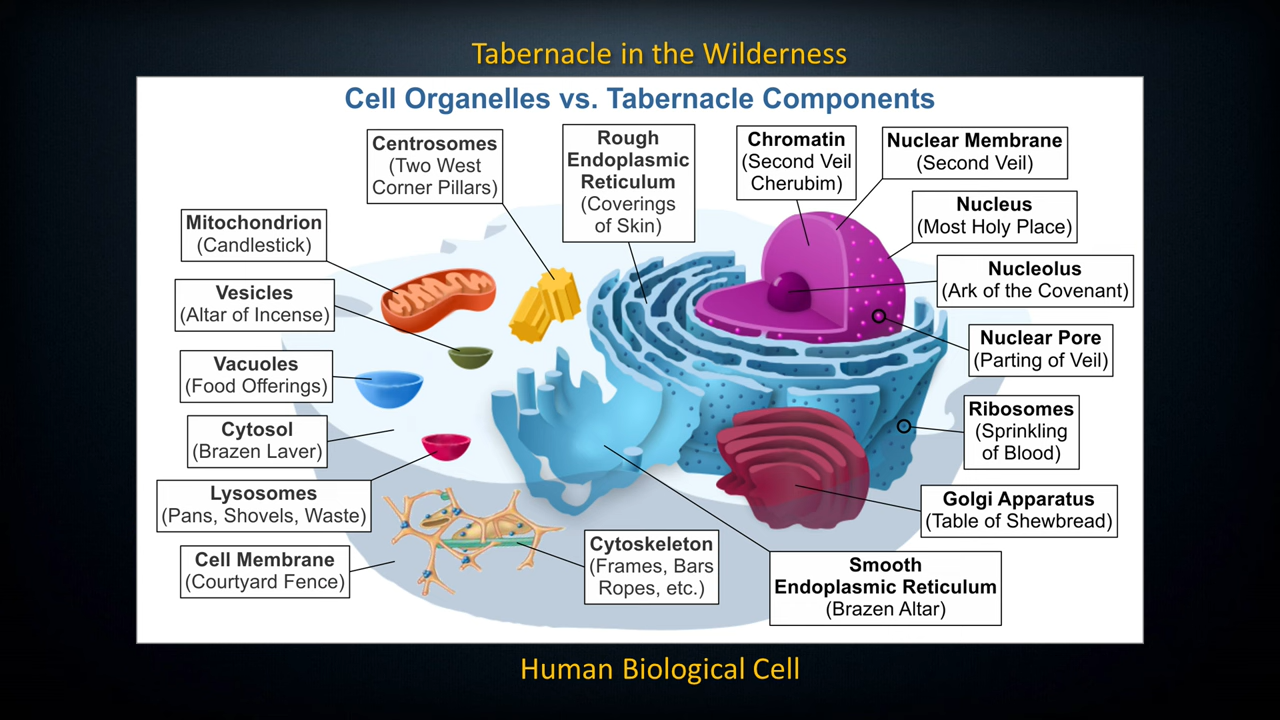 Tabernacle in the Wilderness
Cell Organelles vs. Tabernacle Components
Centrosomes
(Two West
Corner Pillars)
Rough
Endoplasmic
Reticulum
(Coverings
of Skin)
Chromatin
(Second Veil
Cherubim)
Nuclear Membrane
(Second Veil)
Nucleus
(Most Holy Place)
Nucleolus
(Ark of the Covenant)
Nuclear Pore
(Parting of Veil)
Ribosomes
(Sprinkling
of Blood)
Golgi Apparatus
(Table of Shewbread)
Smooth
Endoplasmic Reticulum
(Brazen Altar)
Cytoskeleton
(Frames, Bars
Ropes, etc.)
Mitochondrion
(Candlestick)
Vesicles
(Altar of Incense)
Vacuoles
(Food Offerings)
Cytosol
(Brazen Laver)
Lysosomes
(Pans, Shovels, Waste)
Cell Membrane
(Courtyard Fence)
Human Biological Cell